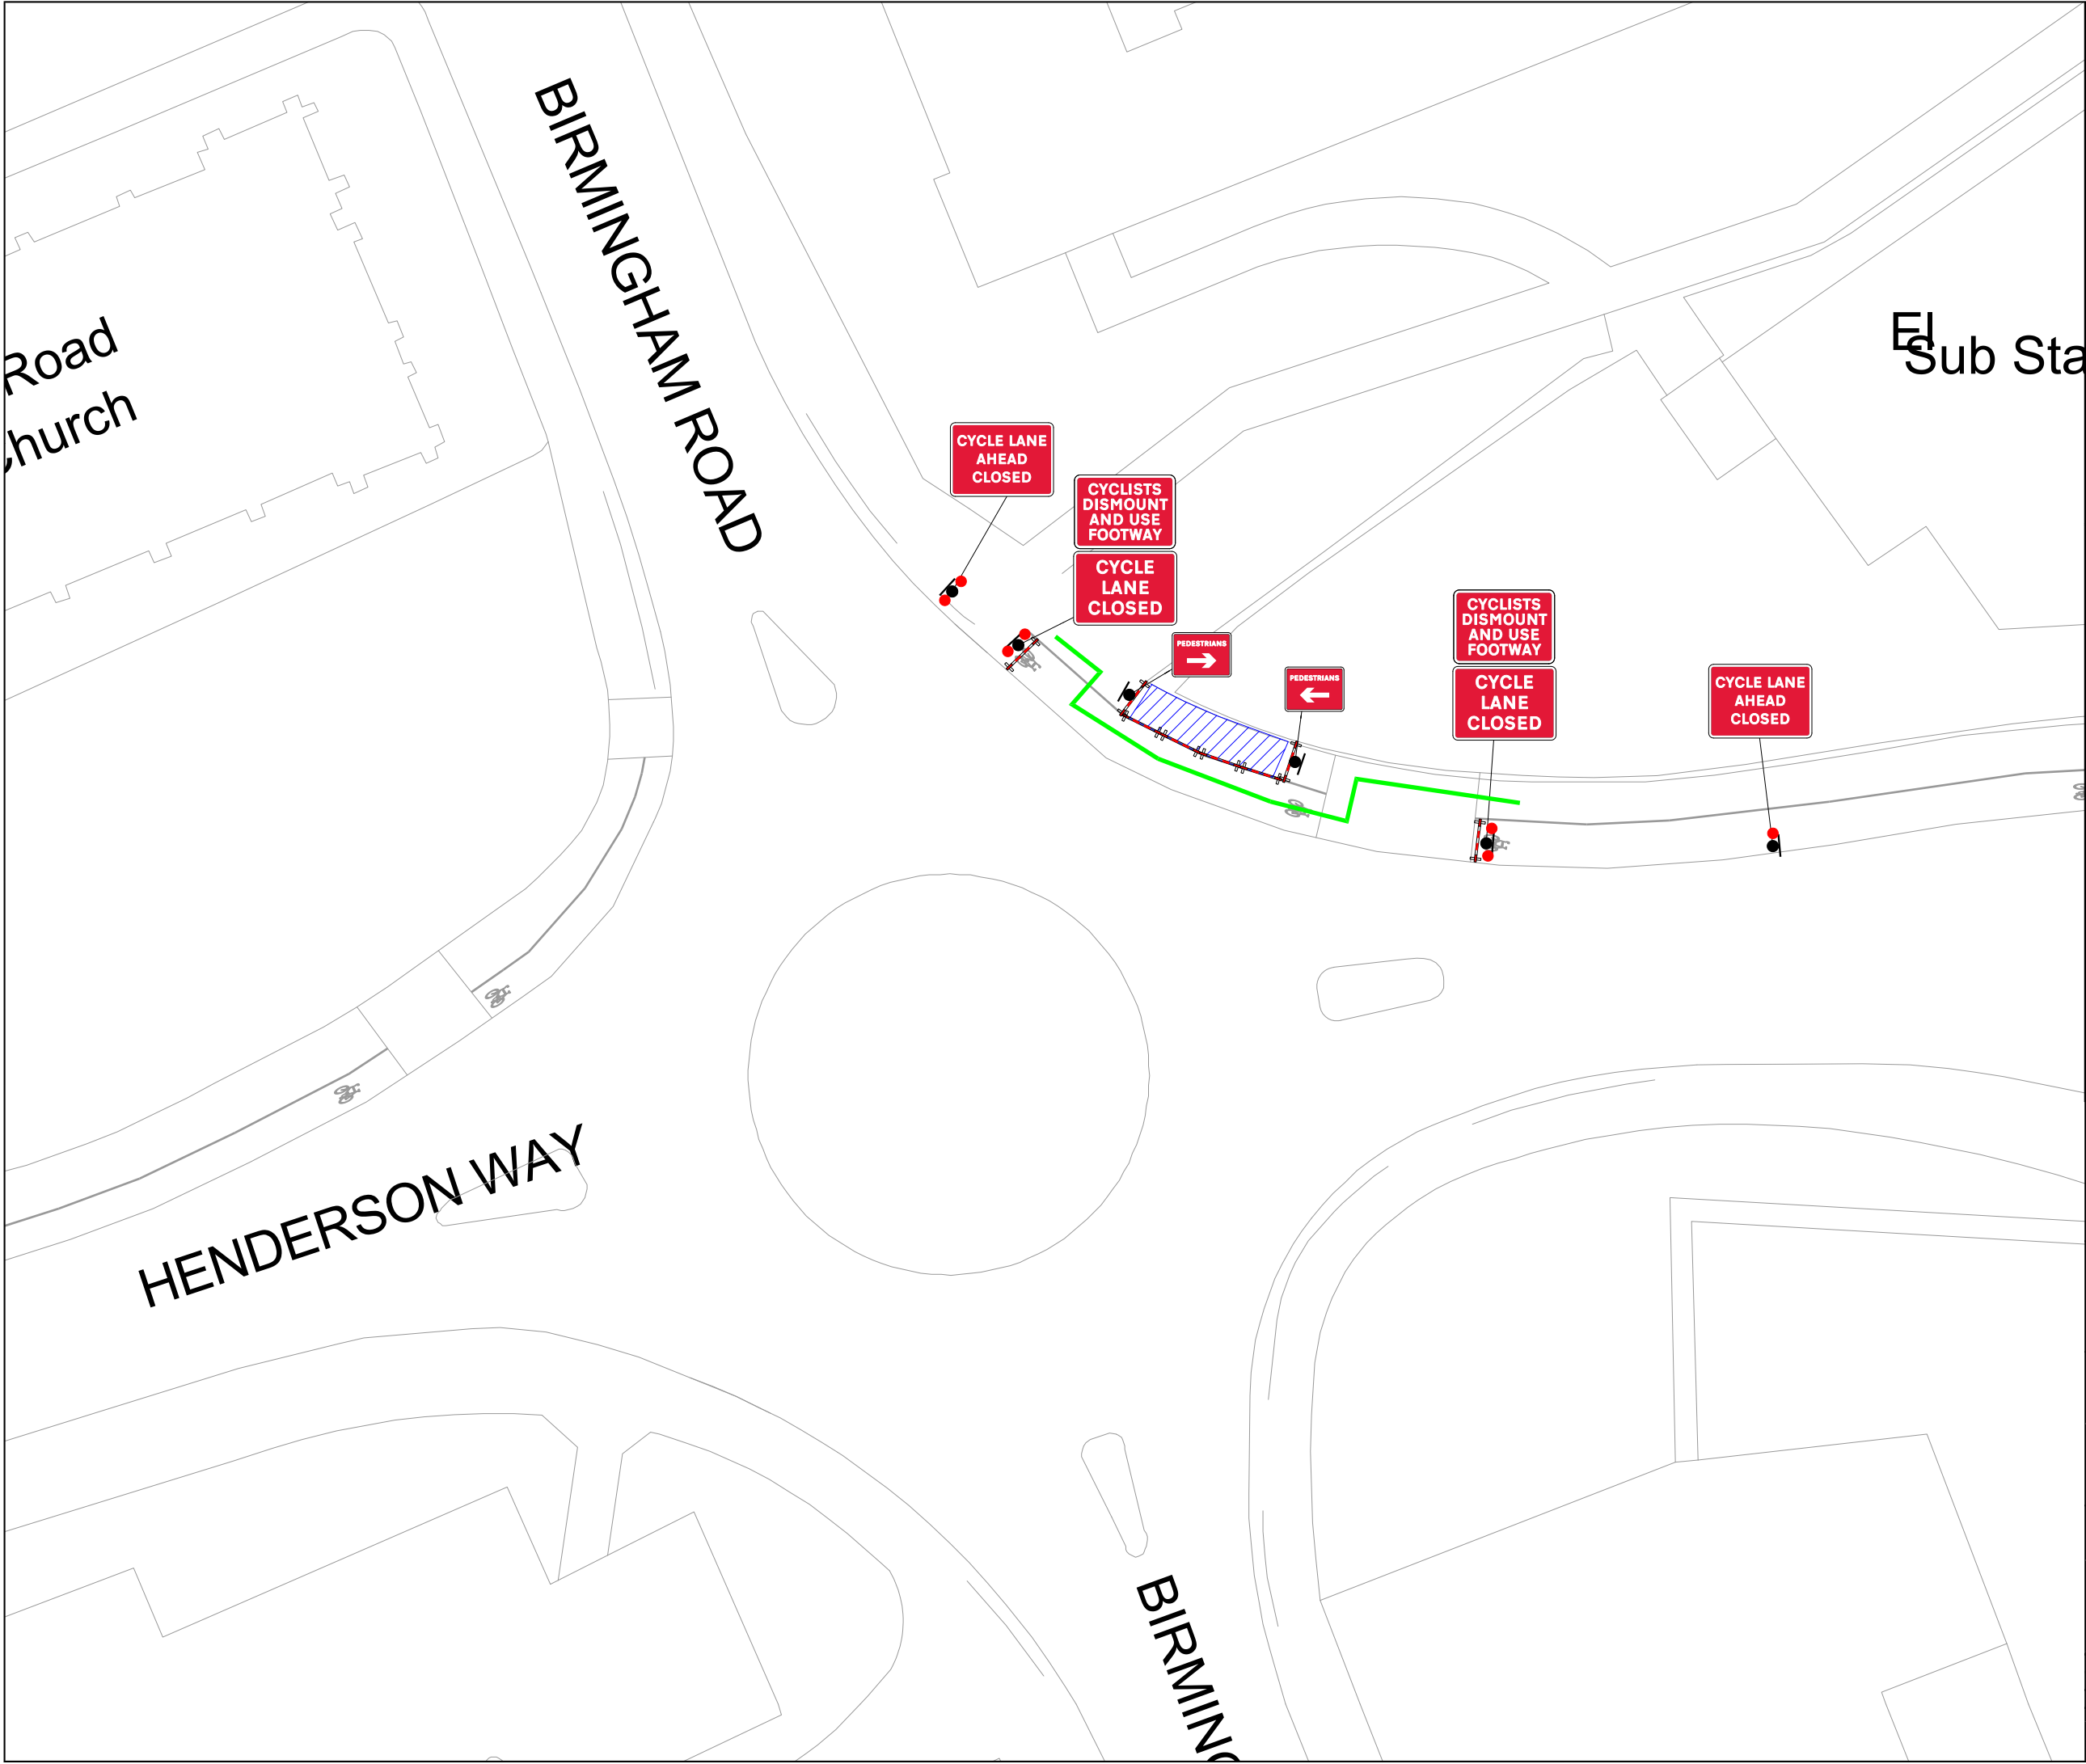 BIRMINGHAM ROAD
Road
hurch
El
Sub Sta
CYCLE LANE
AHEAD
CLOSED
CYCLISTS
DISMOUNT
AND USE
FOOTWAY
CYCLE
LANE
CLOSED
PEDESTRIANS
PEDESTRIANS
CYCLISTS
DISMOUNT
AND USE
FOOTWAY
CYCLE
LANE
CLOSED
CYCLE LANE
AHEAD
CLOSED
HENDERSON WAY
BIRMING